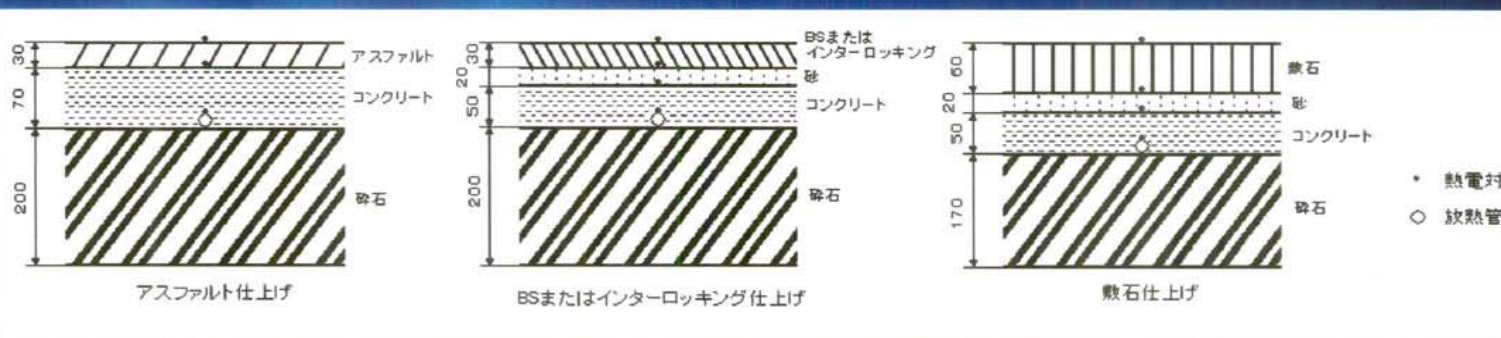 30
70
200
アスファルト
コンクリート
砕石
アスファルト仕上げ
30
20
50
200
BSまたは
インターロッキング
砂
コンクリート
砕石
BSまたはインターロッキング仕上げ
60
20
50
170
敷石
砂
コンクリート
砕石
敷石仕上げ
熱電対
放熱管